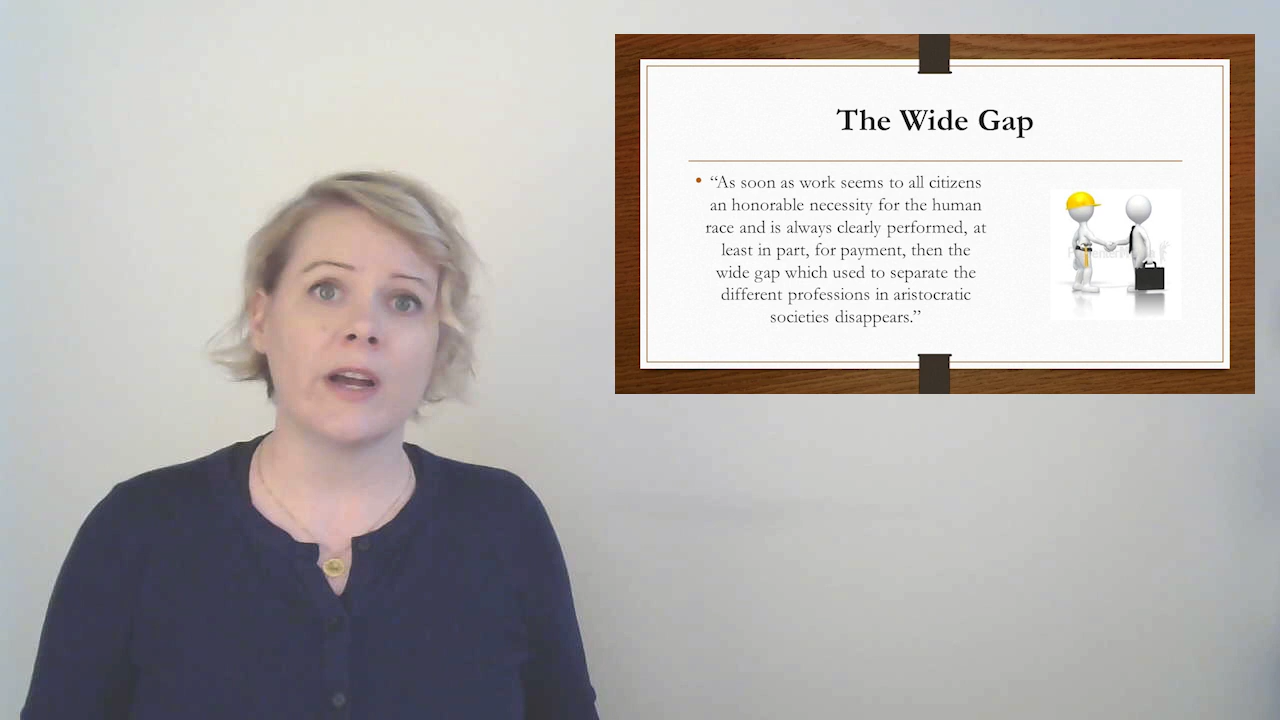 The Wide Gap
“As soon as work seems to all citizens
an honorable necessity for the human
race and is always clearly performed, at
least in part, for payment, then the
wide gap which used to separate the
different professions in aristocratic
societies disappears.”